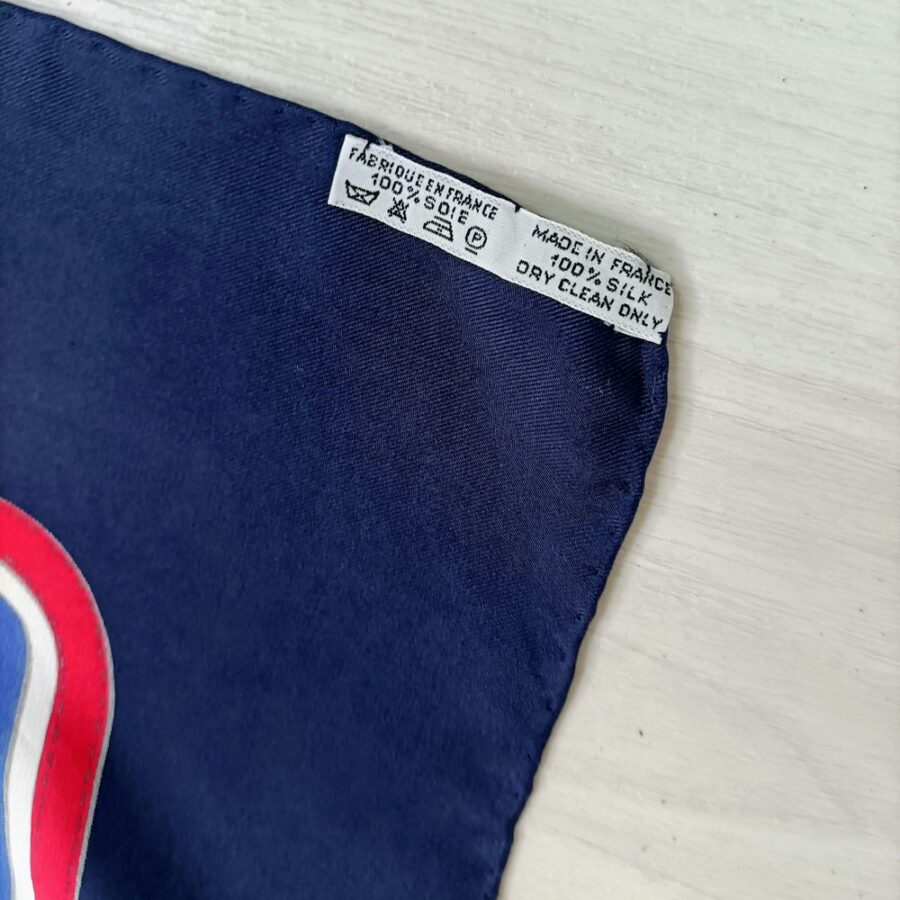 FABRIQUE EN FRANCE
100% SOIE
P
MADE IN FRANCE
100% SILK
DRY CLEAN ONLY